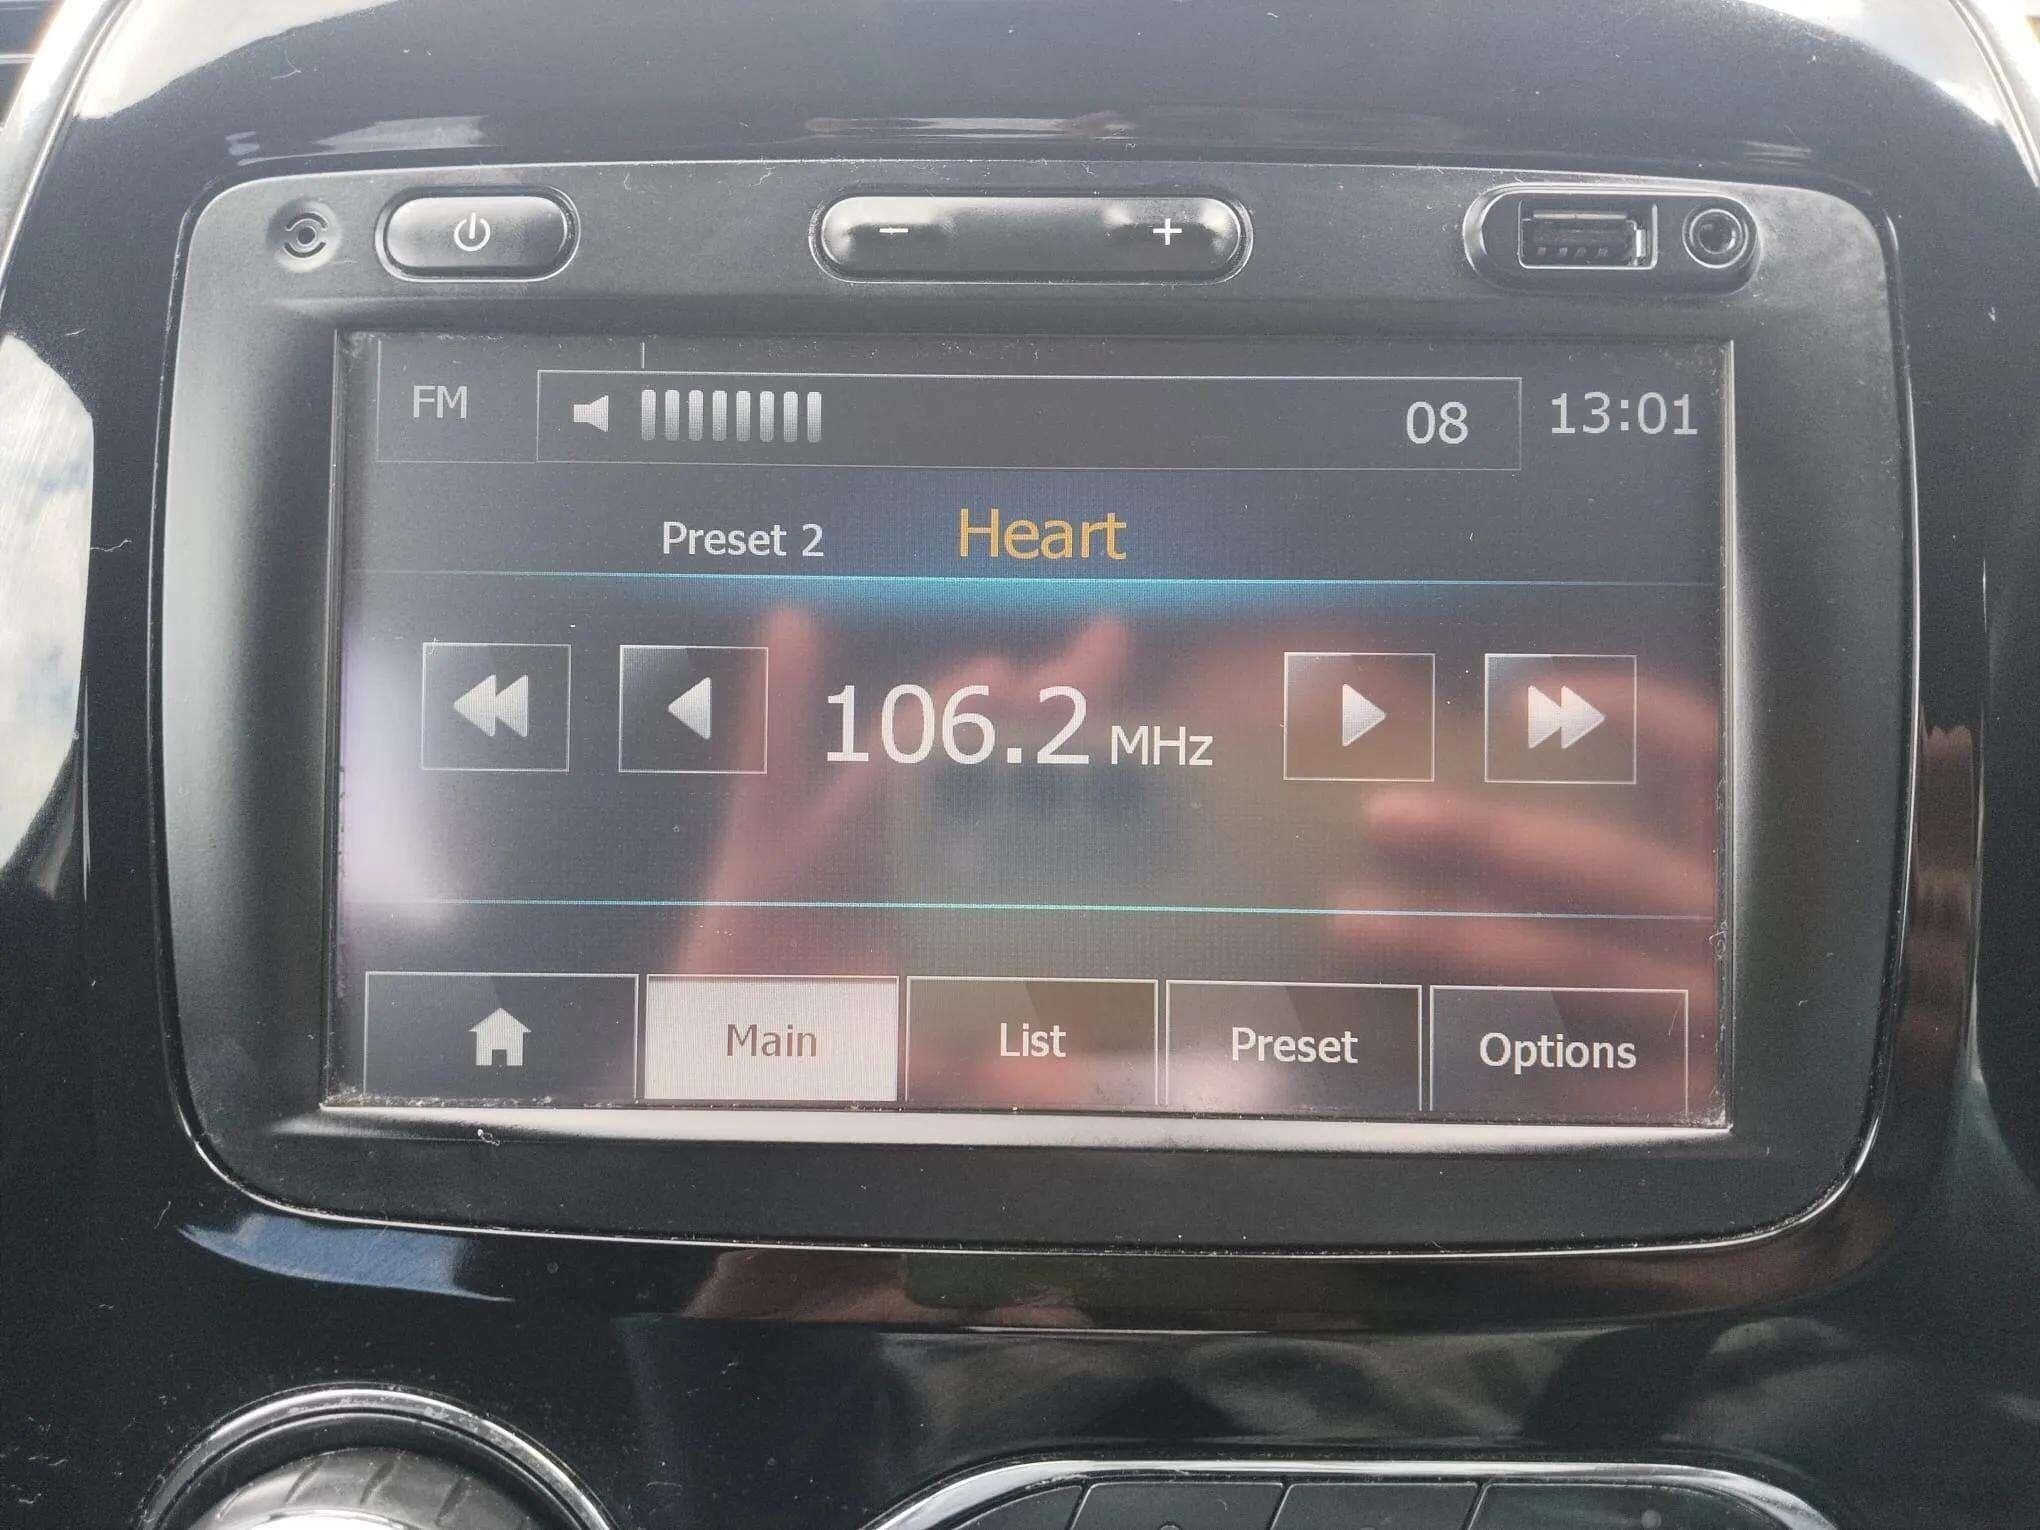 FM 08 13:01
Preset 2 Heart
106.2 MHz
Main List Preset Options